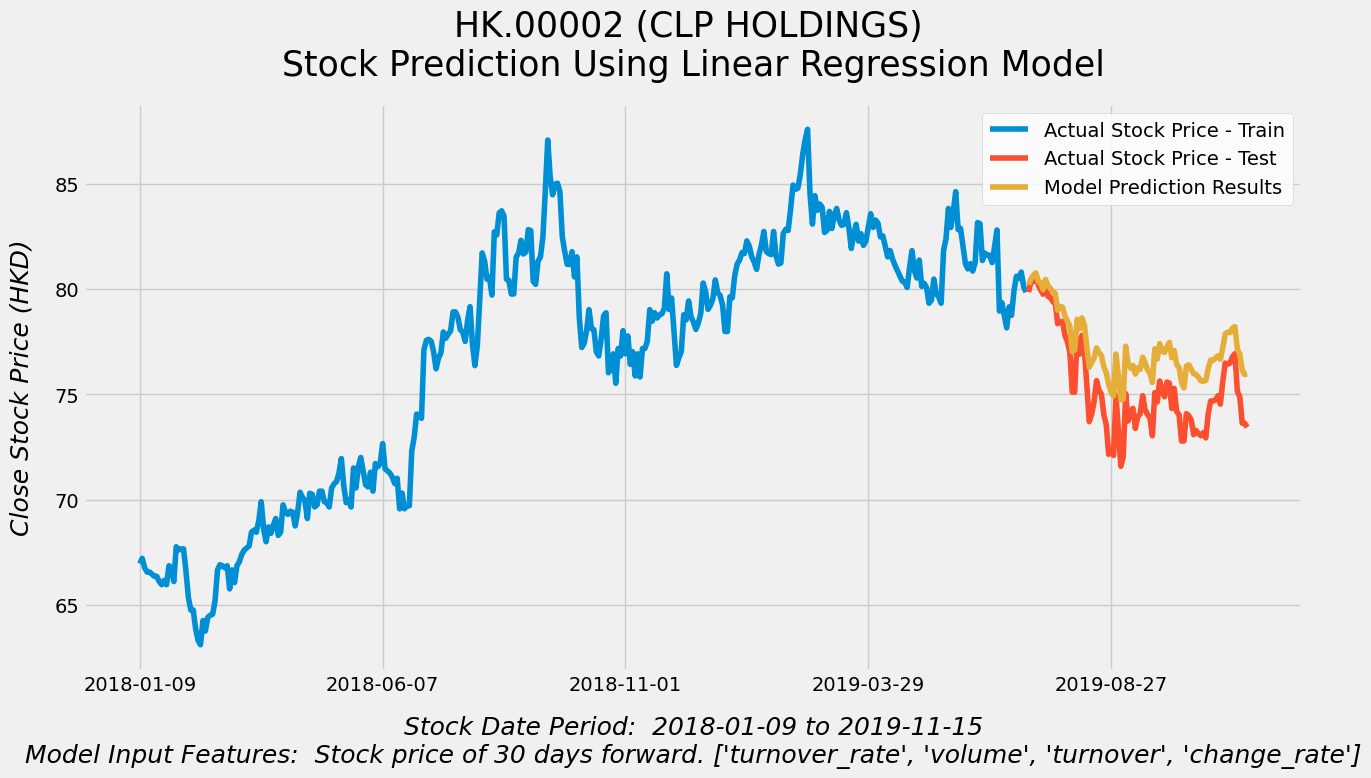 HK.00002 (CLP HOLDINGS)
Stock Prediction Using Linear Regression Model
Actual Stock Price - Train
Actual Stock Price - Test
Model Prediction Results
Close Stock Price (HKD)
85
80
75
70
65
2018-01-09
2018-06-07
2018-11-01
2019-03-29
2019-08-27
Stock Date Period:  2018-01-09 to 2019-11-15
Model Input Features:  Stock price of 30 days forward. ['turnover_rate', 'volume', 'turnover', 'change_rate']